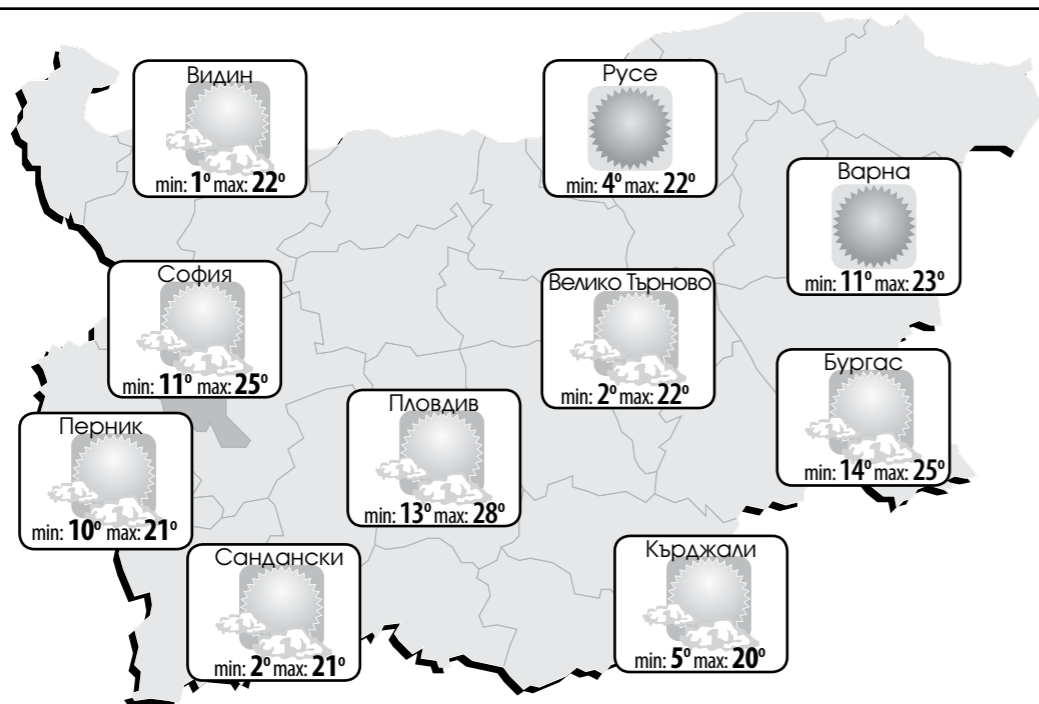 Видин
min: 1° max: 22°
Русе
min: 4° max: 22°
Варна
min: 11° max: 23°
София
min: 11° max: 25°
Велико Търново
min: 2° max: 22°
Бургас
min: 14° max: 25°
Пловдив
min: 13° max: 28°
Перник
min: 10° max: 21°
Сандански
min: 2° max: 21°
Кърджали
min: 5° max: 20°